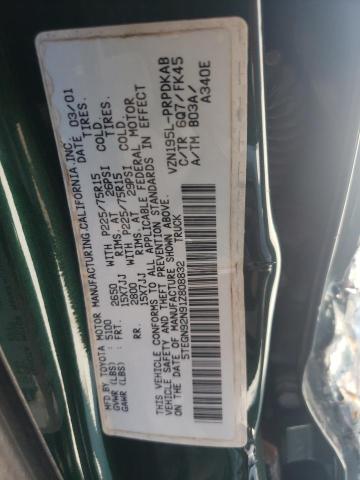 MFD BY TOYOTA MOTOR MANUFACTURING,CALIFORNIA,INC. 03/01
GVWR (LBS) : 5100
GAWR (LBS) : FRT. 2650 WITH P225/75R15 TIRES,
15X7JJ RIMS, AT 26PSI COLD.
RR. 2800 WITH P225/75R15 TIRES,
15X7JJ RIMS, AT 29PSI COLD.
THIS VEHICLE CONFORMS TO ALL APPLICABLE FEDERAL MOTOR
VEHICLE SAFETY AND THEFT PREVENTION STANDARDS IN EFFECT
ON THE DATE OF MANUFACTURE SHOWN ABOVE.
5TEGN92N91Z808832
TRUCK
VZN195L-PRPDKAB
C/TR 6Q7/FK45
A/TM B03A/
A340E